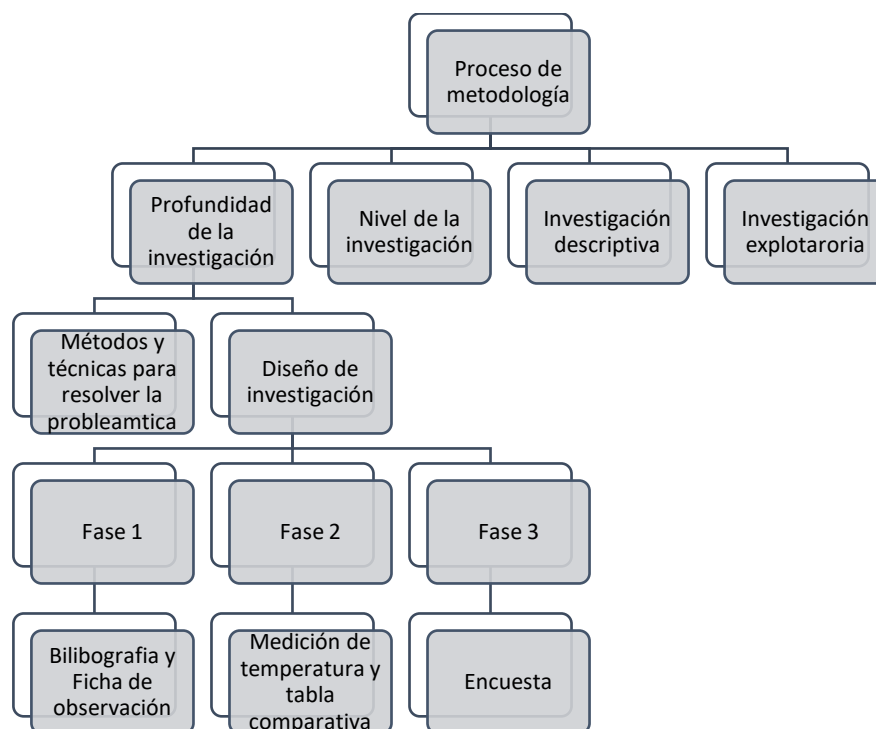 Proceso de
metodología
Profundidad
de la
investigación
Nivel de la
investigación
Investigación
descriptiva
Investigación
explotaroria
Métodos y
técnicas para
resolver la
probleamtica
Diseño de
investigación
Fase 1
Fase 2
Fase 3
Bilibografia y
Ficha de
observación
Medición de
temperatura y
tabla
comparativa
Encuesta